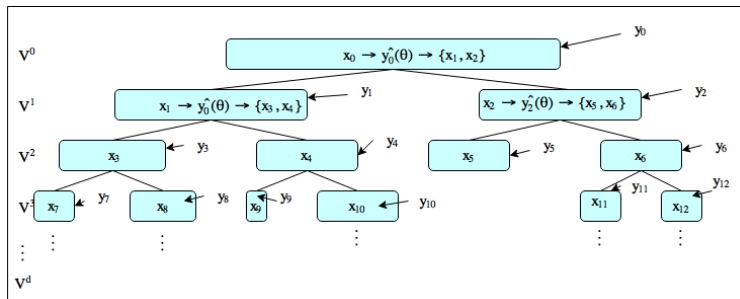 y₀
V⁰ x₀ → ŷ₀(θ) → {x₁, x₂}
y₁ y₂
V¹ x₁ → ŷ₀(θ) → {x₃, x₄} x₂ → ŷ₂(θ) → {x₅, x₆}
V² x₃ y₃ x₄ y₄ x₅ y₅ x₆ y₆
V³ x₇ y₇ x₈ y₈ x₉ y₉ x₁₀ y₁₀ x₁₁ y₁₁ x₁₂ y₁₂
⋮ ⋮ ⋮ ⋮ ⋮
Vᵈ